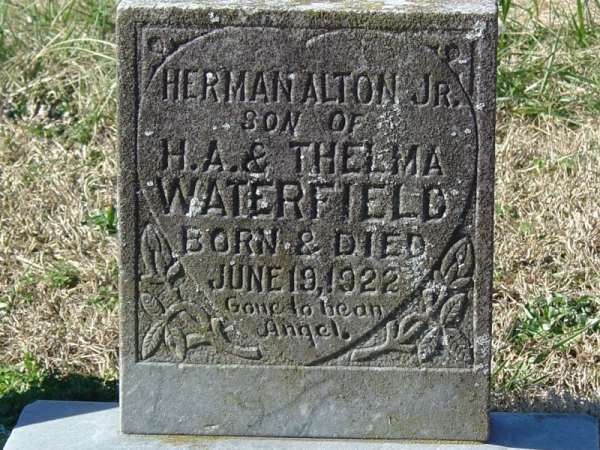 HERMAN ALTON JR.
SON OF
H.A. & THELMA
WATERFIELD
BORN & DIED
JUNE 19, 1922
Gone to be an
Angel.